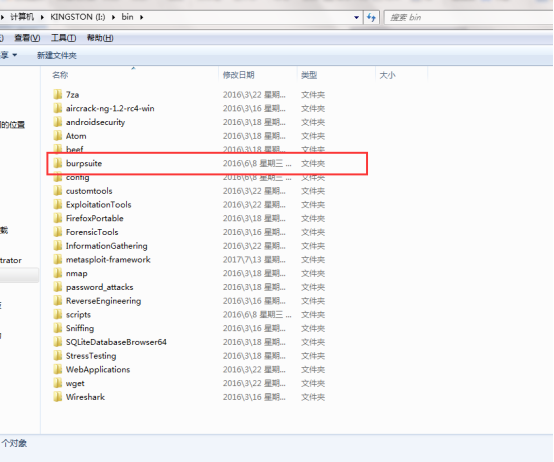 计算机 ▸ KINGSTON (I:) ▸ bin ▸ 搜索 bin
查看(V) 工具(T) 帮助(H)
享 ▾ 新建文件夹
名称 修改日期 类型 大小
7za 2016\3\22 星期... 文件夹
aircrack-ng-1.2-rc4-win 2016\3\16 星期... 文件夹
androidsecurity 2016\3\18 星期... 文件夹
的位置
Atom 2016\3\22 星期... 文件夹
beef 2016\3\18 星期... 文件夹
burpsuite 2016\6\8 星期三 ... 文件夹
config 2016\6\8 星期三 ... 文件夹
customtools 2016\3\22 星期... 文件夹
ExploitationTools 2016\3\22 星期... 文件夹
FirefoxPortable 2016\3\18 星期... 文件夹
载
ForensicTools 2016\3\16 星期... 文件夹
InformationGathering 2016\3\22 星期... 文件夹
trator
metasploit-framework 2017\7\13 星期... 文件夹
nmap 2016\3\18 星期... 文件夹
password_attacks 2016\3\18 星期... 文件夹
ReverseEngineering 2016\3\16 星期... 文件夹
scripts 2016\6\8 星期三 ... 文件夹
Sniffing 2016\3\16 星期... 文件夹
SQLiteDatabaseBrowser64 2016\3\18 星期... 文件夹
StressTesting 2016\3\18 星期... 文件夹
WebApplications 2016\3\22 星期... 文件夹
wget 2016\3\22 星期... 文件夹
Wireshark 2016\3\16 星期... 文件夹
个对象